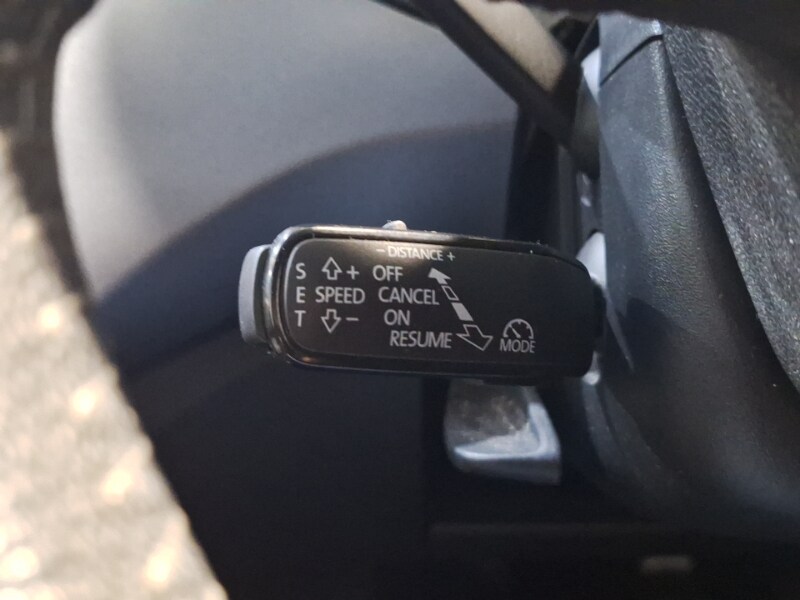 - DISTANCE +
S + OFF
E SPEED CANCEL
T - ON
RESUME
MODE